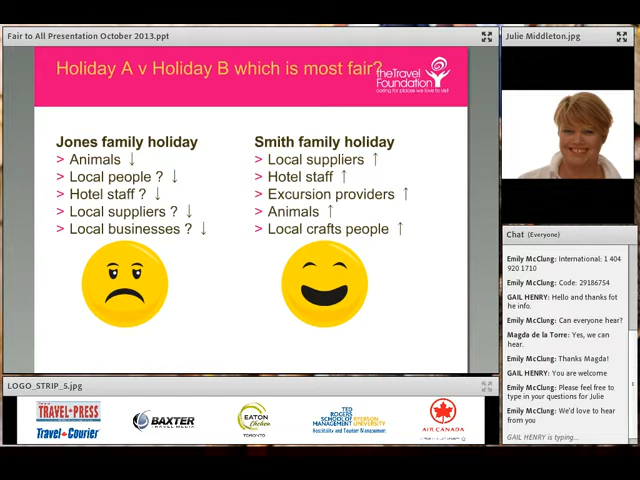 Fair to All Presentation October 2013.ppt
Holiday A v Holiday B which is most fair?
theTravel
Foundation
caring for places we love to visit
Jones family holiday
> Animals ↓
> Local people ? ↓
> Hotel staff ? ↓
> Local suppliers ? ↓
> Local businesses ? ↓
Smith family holiday
> Local suppliers ↑
> Hotel staff ↑
> Excursion providers ↑
> Animals ↑
> Local crafts people ↑
Julie Middleton.jpg
Chat (Everyone)
Emily McClung: International: 1 404
920 1710
Emily McClung: Code: 29186754
GAIL HENRY: Hello and thanks fot
he info.
Emily McClung: Can everyone hear?
Magda de la Torre: Yes, we can
hear.
Emily McClung: Thanks Magda!
GAIL HENRY: You are welcome
Emily McClung: Please feel free to
type in your questions for Julie
Emily McClung: We'd love to hear
from you
GAIL HENRY is typing...
LOGO_STRIP_5.jpg
TRAVEL PRESS
Travel Courier
BAXTER
TRAVEL MEDIA
EATON
Chelsea
TORONTO
TED
ROGERS
SCHOOL OF
MANAGEMENT
RYERSON
UNIVERSITY
Hospitality and Tourism Management
AIR CANADA